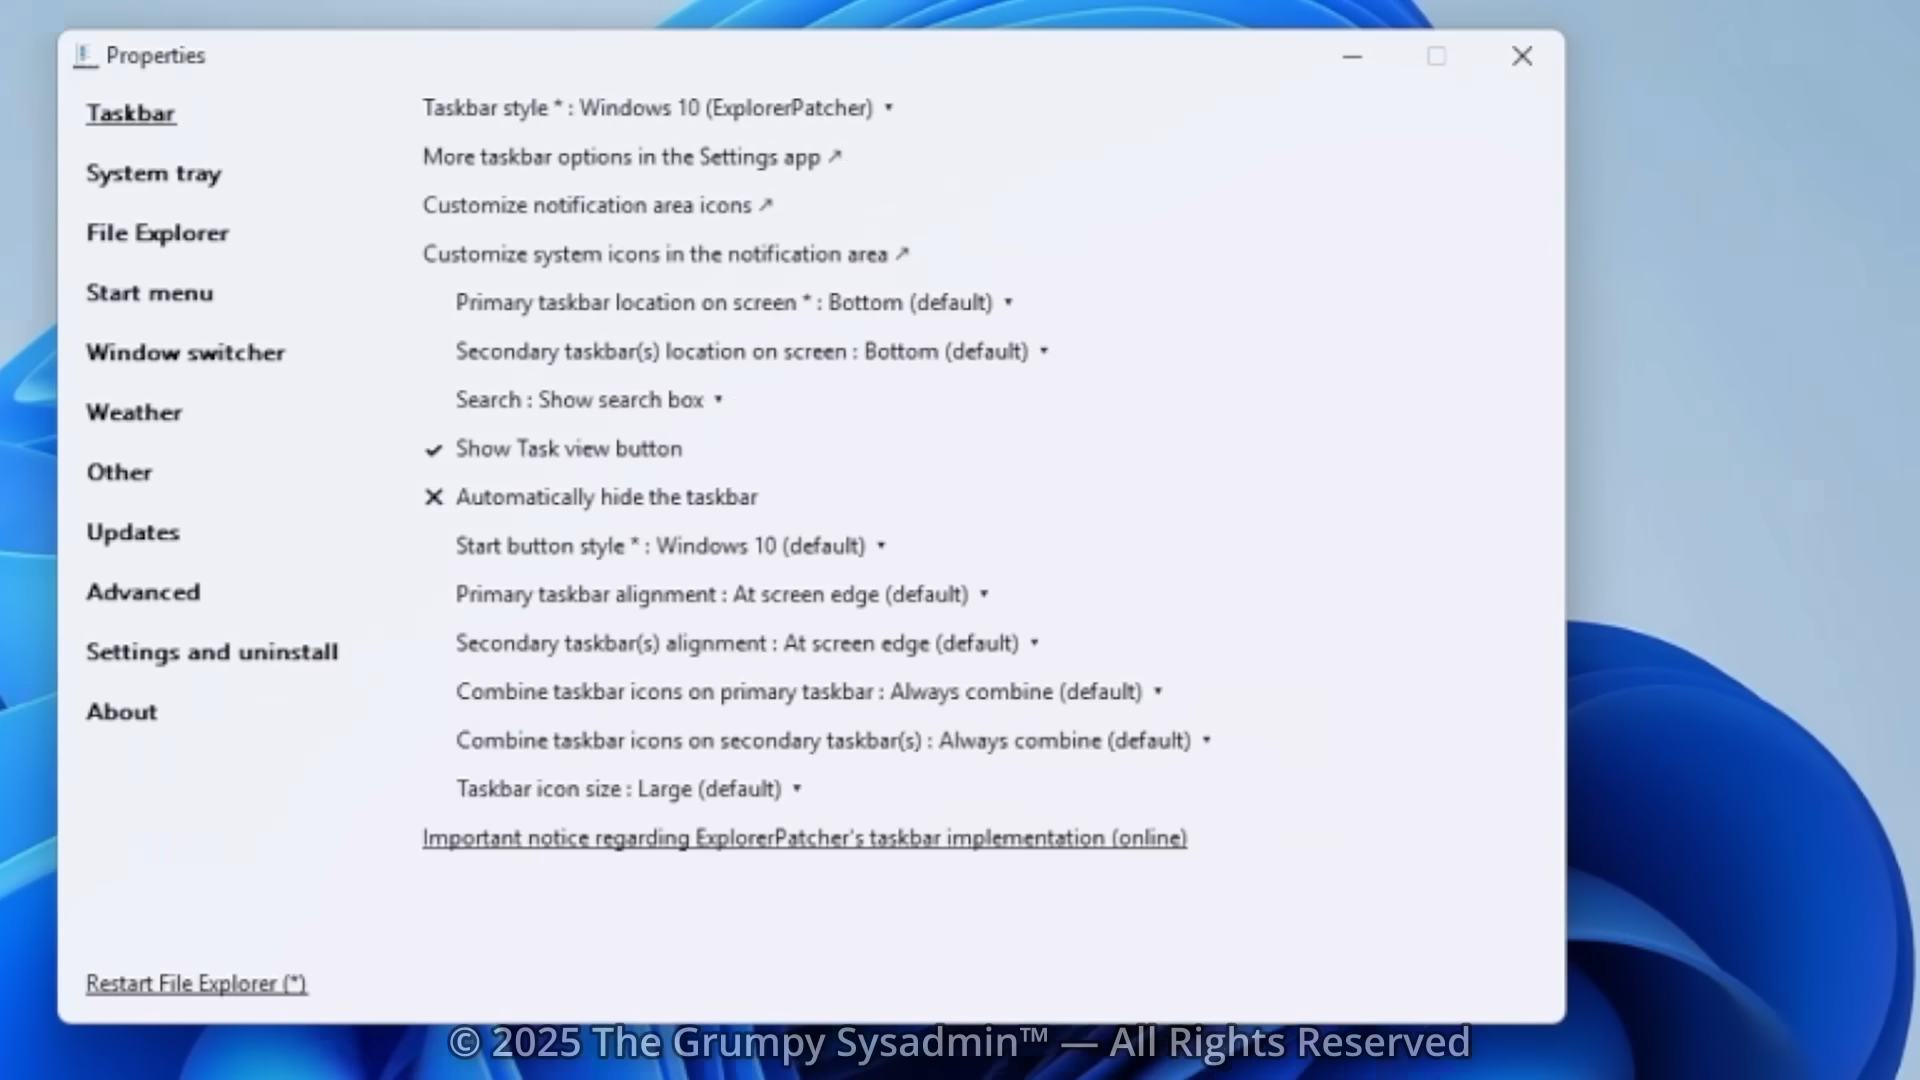 Properties
Taskbar
System tray
File Explorer
Start menu
Window switcher
Weather
Other
Updates
Advanced
Settings and uninstall
About
Restart File Explorer (*)
Taskbar style * : Windows 10 (ExplorerPatcher)
More taskbar options in the Settings app ↗
Customize notification area icons ↗
Customize system icons in the notification area ↗
Primary taskbar location on screen * : Bottom (default)
Secondary taskbar(s) location on screen : Bottom (default)
Search : Show search box
Show Task view button
Automatically hide the taskbar
Start button style * : Windows 10 (default)
Primary taskbar alignment : At screen edge (default)
Secondary taskbar(s) alignment : At screen edge (default)
Combine taskbar icons on primary taskbar : Always combine (default)
Combine taskbar icons on secondary taskbar(s) : Always combine (default)
Taskbar icon size : Large (default)
Important notice regarding ExplorerPatcher's taskbar implementation (online)
© 2025 The Grumpy Sysadmin™ — All Rights Reserved